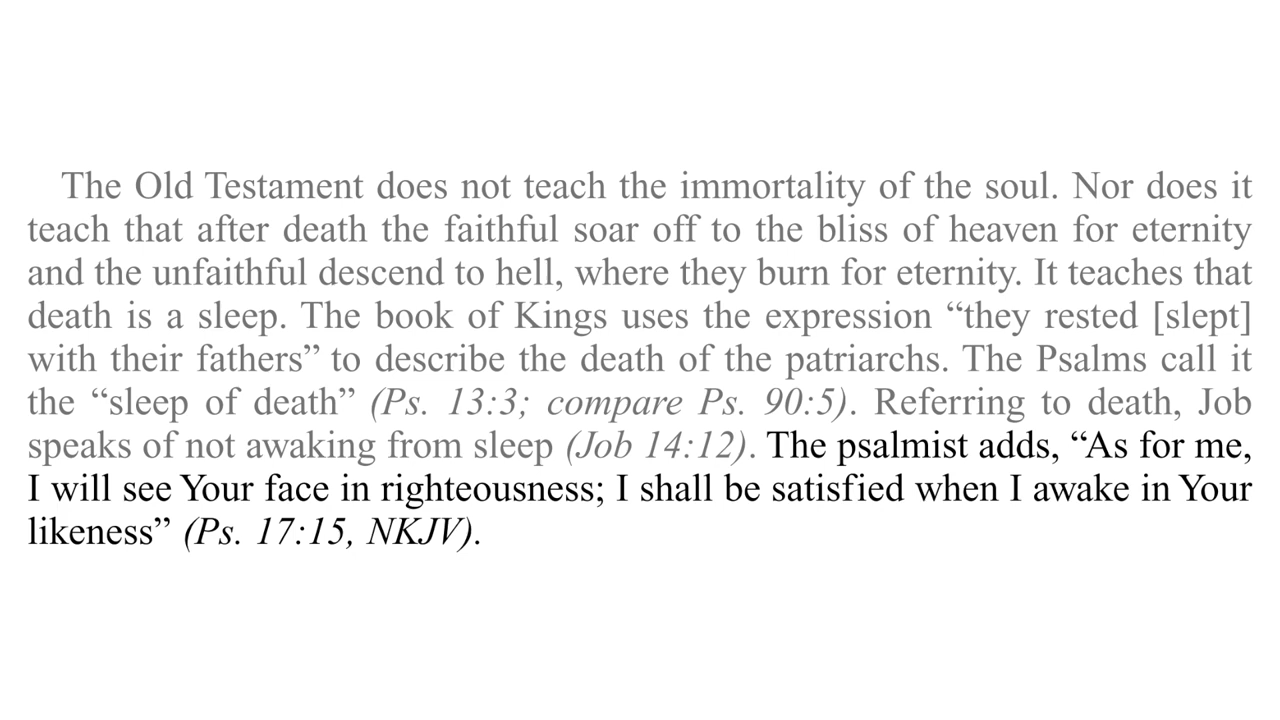 The Old Testament does not teach the immortality of the soul. Nor does it
teach that after death the faithful soar off to the bliss of heaven for eternity
and the unfaithful descend to hell, where they burn for eternity. It teaches that
death is a sleep. The book of Kings uses the expression “they rested [slept]
with their fathers” to describe the death of the patriarchs. The Psalms call it
the “sleep of death” (Ps. 13:3; compare Ps. 90:5). Referring to death, Job
speaks of not awaking from sleep (Job 14:12). The psalmist adds, “As for me,
I will see Your face in righteousness; I shall be satisfied when I awake in Your
likeness” (Ps. 17:15, NKJV).